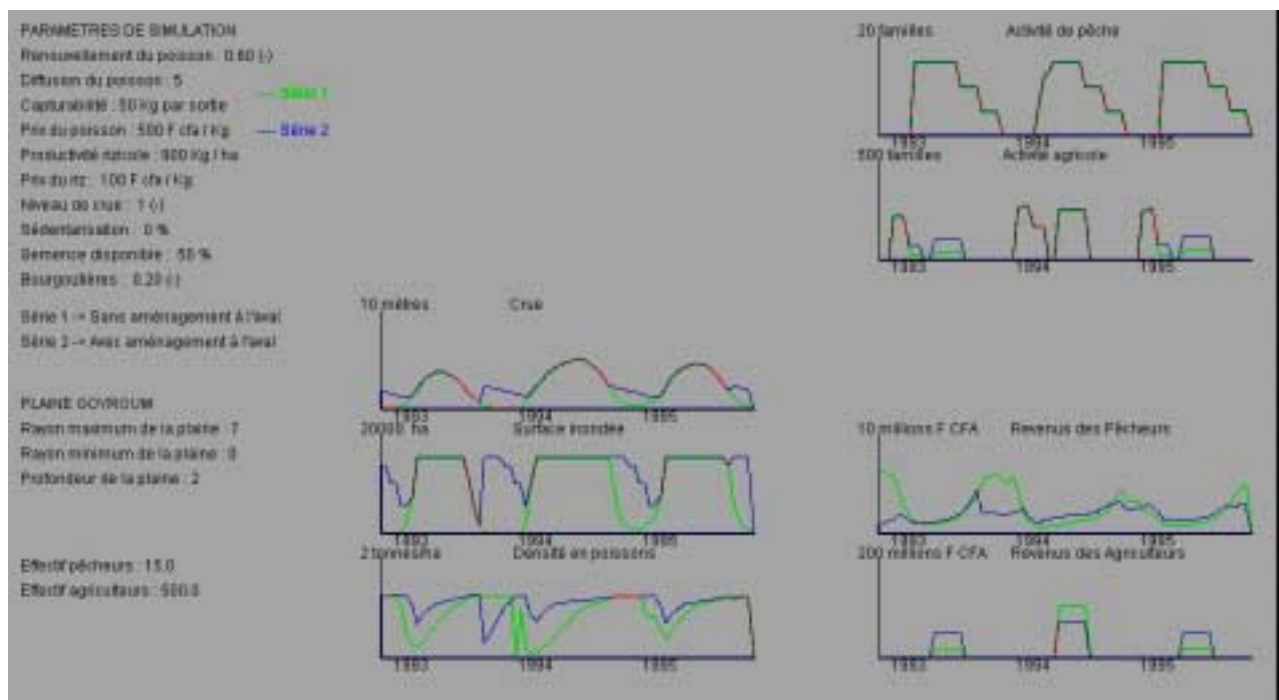 PARAMETRES DE SIMULATION
Renouvellement du poisson : 0.60 (-)
Diffusion du poisson : 5
Capturabilité : 50 Kg par sortie
Prix du poisson : 500 F cfa / Kg
Productivité rizicole : 900 Kg / ha
Prix du riz : 100 F cfa / Kg
Niveau de crue : 1 (-)
Sédentarisation : 0 %
Semence disponible : 50 %
Bourgoutières : 0.20 (-)
Série 1 -> Sans aménagement à l'aval
Série 2 -> Avec aménagement à l'aval
PLAINE GOYROUM
Rayon maximum de la plaine : 7
Rayon minimum de la plaine : 0
Profondeur de la plaine : 2
Effectif pêcheurs : 15.0
Effectif agriculteurs : 500.0
--- Série 1
--- Série 2
10 mètres Crue
1993 1994 1995
20000 ha Surface inondée
1993 1994 1995
2 tonnes/ha Densité en poissons
1993 1994 1995
20 familles Activité de pêche
1993 1994 1995
500 familles Activité agricole
1993 1994 1995
10 millions F CFA Revenus des Pêcheurs
1993 1994 1995
200 millions F CFA Revenus des Agriculteurs
1993 1994 1995